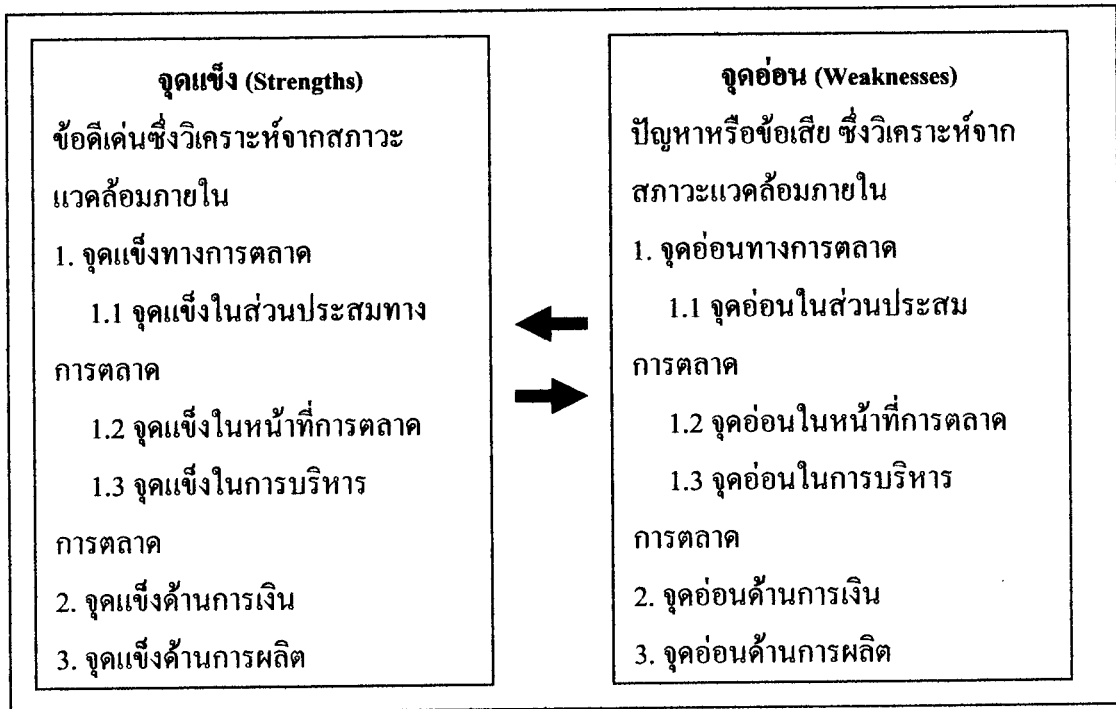 จุดแข็ง (Strengths)
ข้อดีเด่นซึ่งวิเคราะห์จากสภาวะ
แวดล้อมภายใน
1. จุดแข็งทางการตลาด
1.1 จุดแข็งในส่วนประสมทาง
การตลาด
1.2 จุดแข็งในหน้าที่การตลาด
1.3 จุดแข็งในการบริหาร
การตลาด
2. จุดแข็งด้านการเงิน
3. จุดแข็งด้านการผลิต
จุดอ่อน (Weaknesses)
ปัญหาหรือข้อเสีย ซึ่งวิเคราะห์จาก
สภาวะแวดล้อมภายใน
1. จุดอ่อนทางการตลาด
1.1 จุดอ่อนในส่วนประสม
การตลาด
1.2 จุดอ่อนในหน้าที่การตลาด
1.3 จุดอ่อนในการบริหาร
การตลาด
2. จุดอ่อนด้านการเงิน
3. จุดอ่อนด้านการผลิต